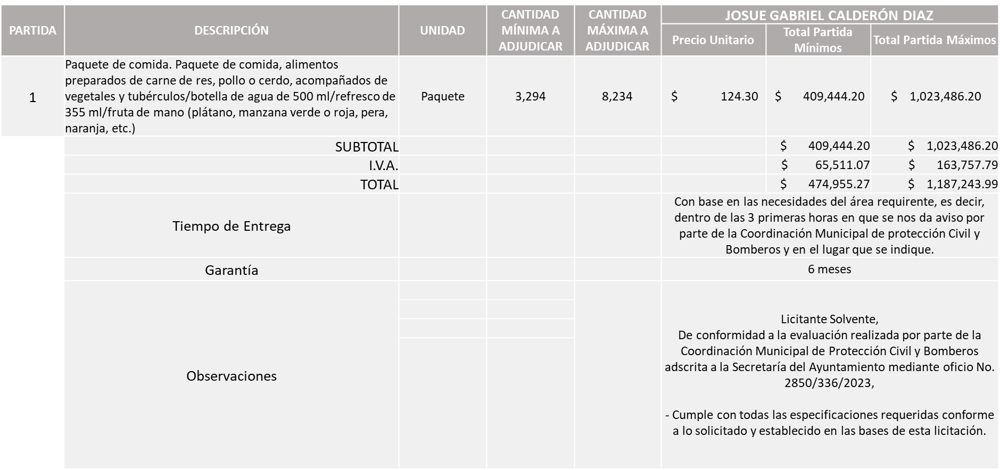 PARTIDA
DESCRIPCIÓN
UNIDAD
CANTIDAD
MÍNIMA A
ADJUDICAR
CANTIDAD
MÁXIMA A
ADJUDICAR
JOSUE GABRIEL CALDERÓN DIAZ
Precio Unitario
Total Partida
Mínimos
Total Partida Máximos
1
Paquete de comida. Paquete de comida, alimentos
preparados de carne de res, pollo o cerdo, acompañados de
vegetales y tubérculos/botella de agua de 500 ml/refresco de
355 ml/fruta de mano (plátano, manzana verde o roja, pera,
naranja, etc.)
Paquete
3,294
8,234
$ 124.30
$ 409,444.20
$ 1,023,486.20
SUBTOTAL
$ 409,444.20
$ 1,023,486.20
I.V.A.
$ 65,511.07
$ 163,757.79
TOTAL
$ 474,955.27
$ 1,187,243.99
Tiempo de Entrega
Con base en las necesidades del área requirente, es decir,
dentro de las 3 primeras horas en que se nos da aviso por
parte de la Coordinación Municipal de protección Civil y
Bomberos y en el lugar que se indique.
Garantía
6 meses
Observaciones
Licitante Solvente,
De conformidad a la evaluación realizada por parte de la
Coordinación Municipal de Protección Civil y Bomberos
adscrita a la Secretaría del Ayuntamiento mediante oficio No.
2850/336/2023,
- Cumple con todas las especificaciones requeridas conforme
a lo solicitado y establecido en las bases de esta licitación.